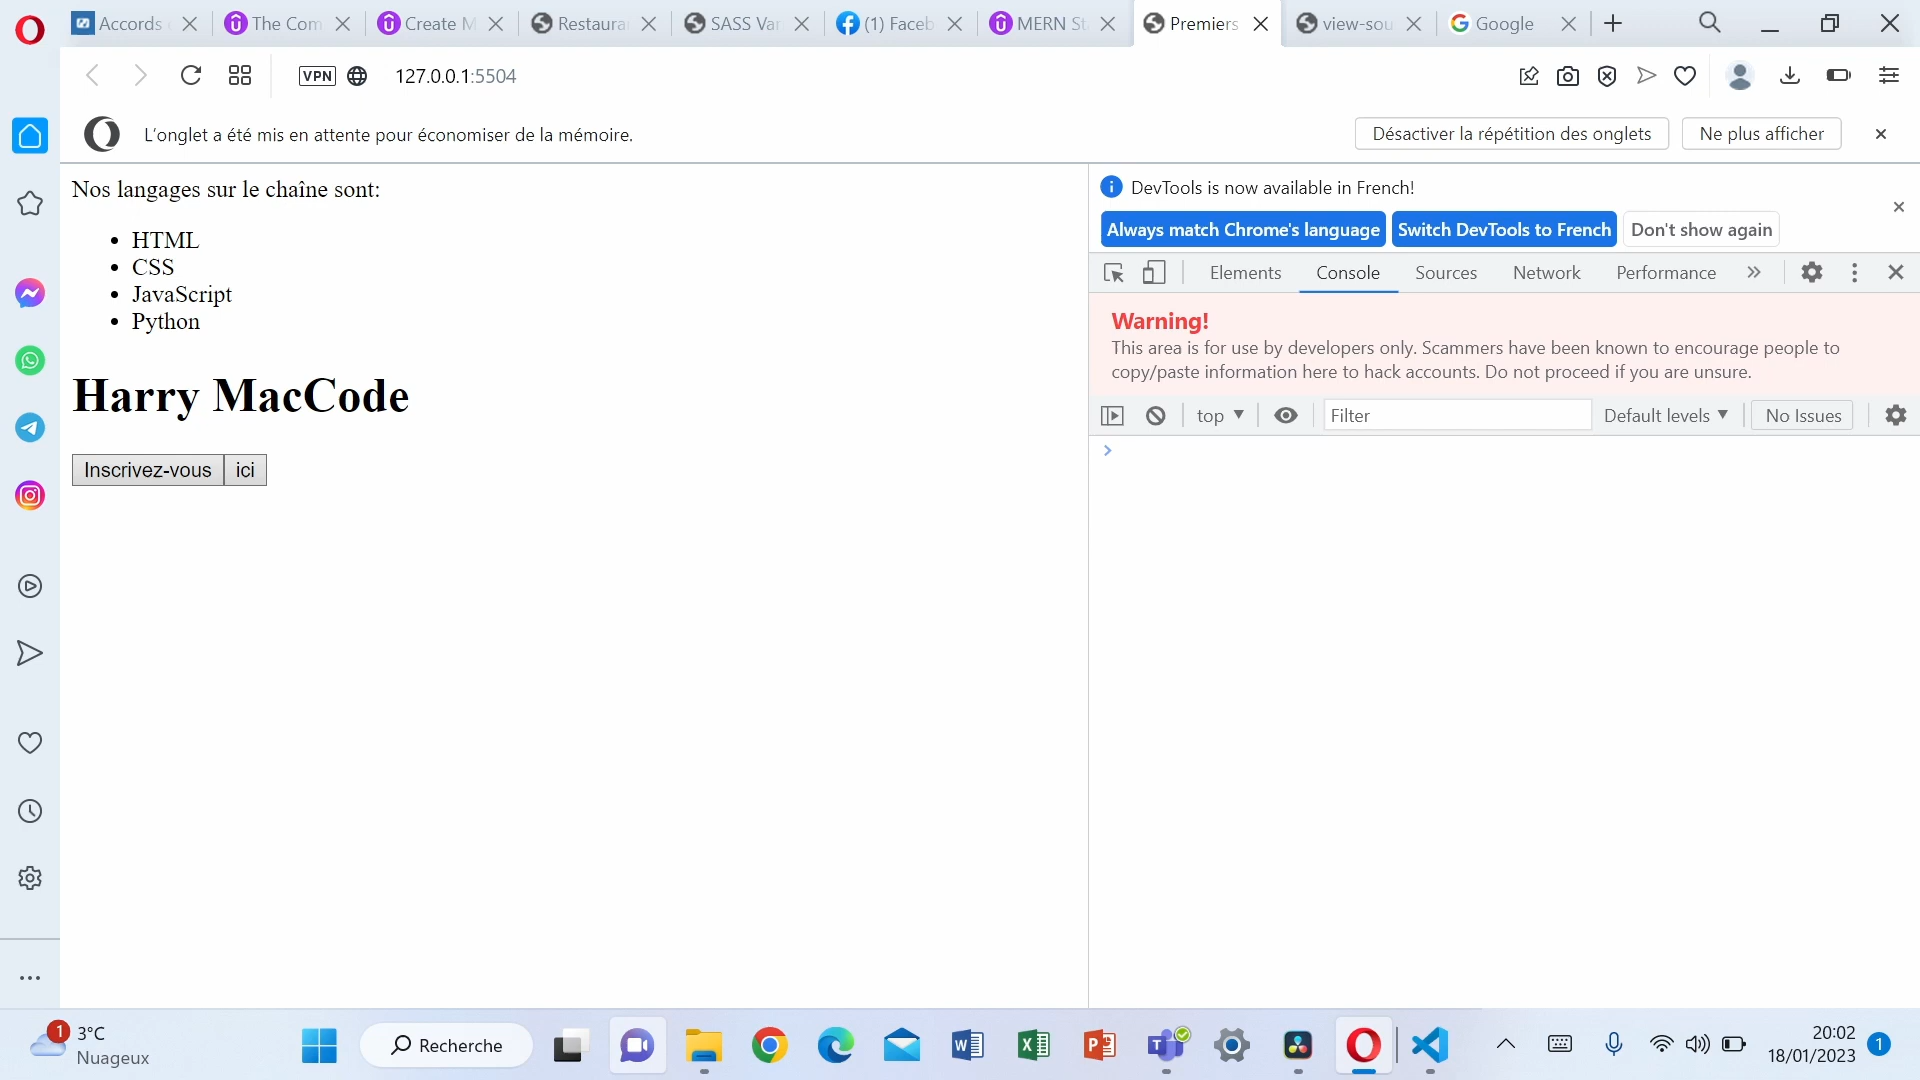 Accords
The Com
Create M
Restaura
SASS Var
(1) Faceb
MERN St
Premiers
view-sou
Google
VPN
127.0.0.1:5504
L'onglet a été mis en attente pour économiser de la mémoire.
Désactiver la répétition des onglets
Ne plus afficher
Nos langages sur le chaîne sont:
HTML
CSS
JavaScript
Python
Harry MacCode
Inscrivez-vous
ici
DevTools is now available in French!
Always match Chrome's language
Switch DevTools to French
Don't show again
Elements
Console
Sources
Network
Performance
Warning!
This area is for use by developers only. Scammers have been known to encourage people to
copy/paste information here to hack accounts. Do not proceed if you are unsure.
top
Filter
Default levels
No Issues
1
3°C
Nuageux
Recherche
20:02
18/01/2023
1